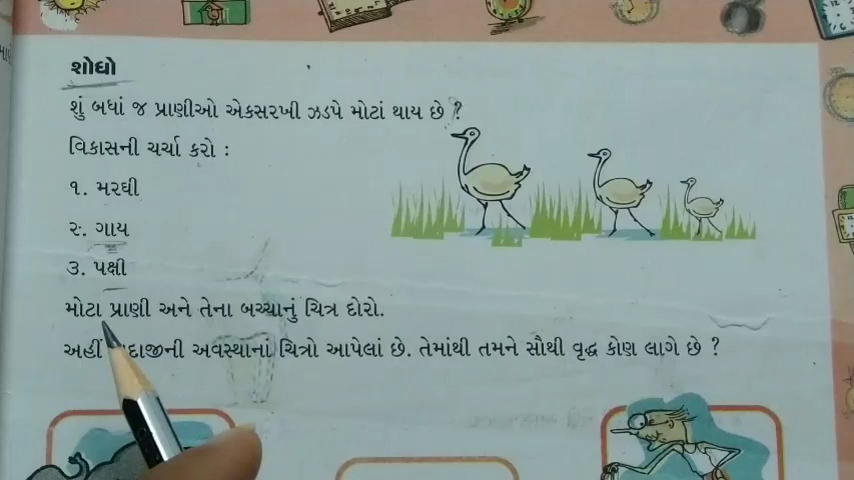 શોધો
શું બધાં જ પ્રાણીઓ એકસરખી ઝડપે મોટાં થાય છે ?
વિકાસની ચર્ચા કરો :
૧. મરઘી
૨. ગાય
૩. પક્ષી
મોટા પ્રાણી અને તેના બચ્ચાનું ચિત્ર દોરો.
અહીં અવસ્થાનાં ચિત્રો આપેલાં છે. તેમાંથી તમને સૌથી વૃદ્ધ કોણ લાગે છે ?